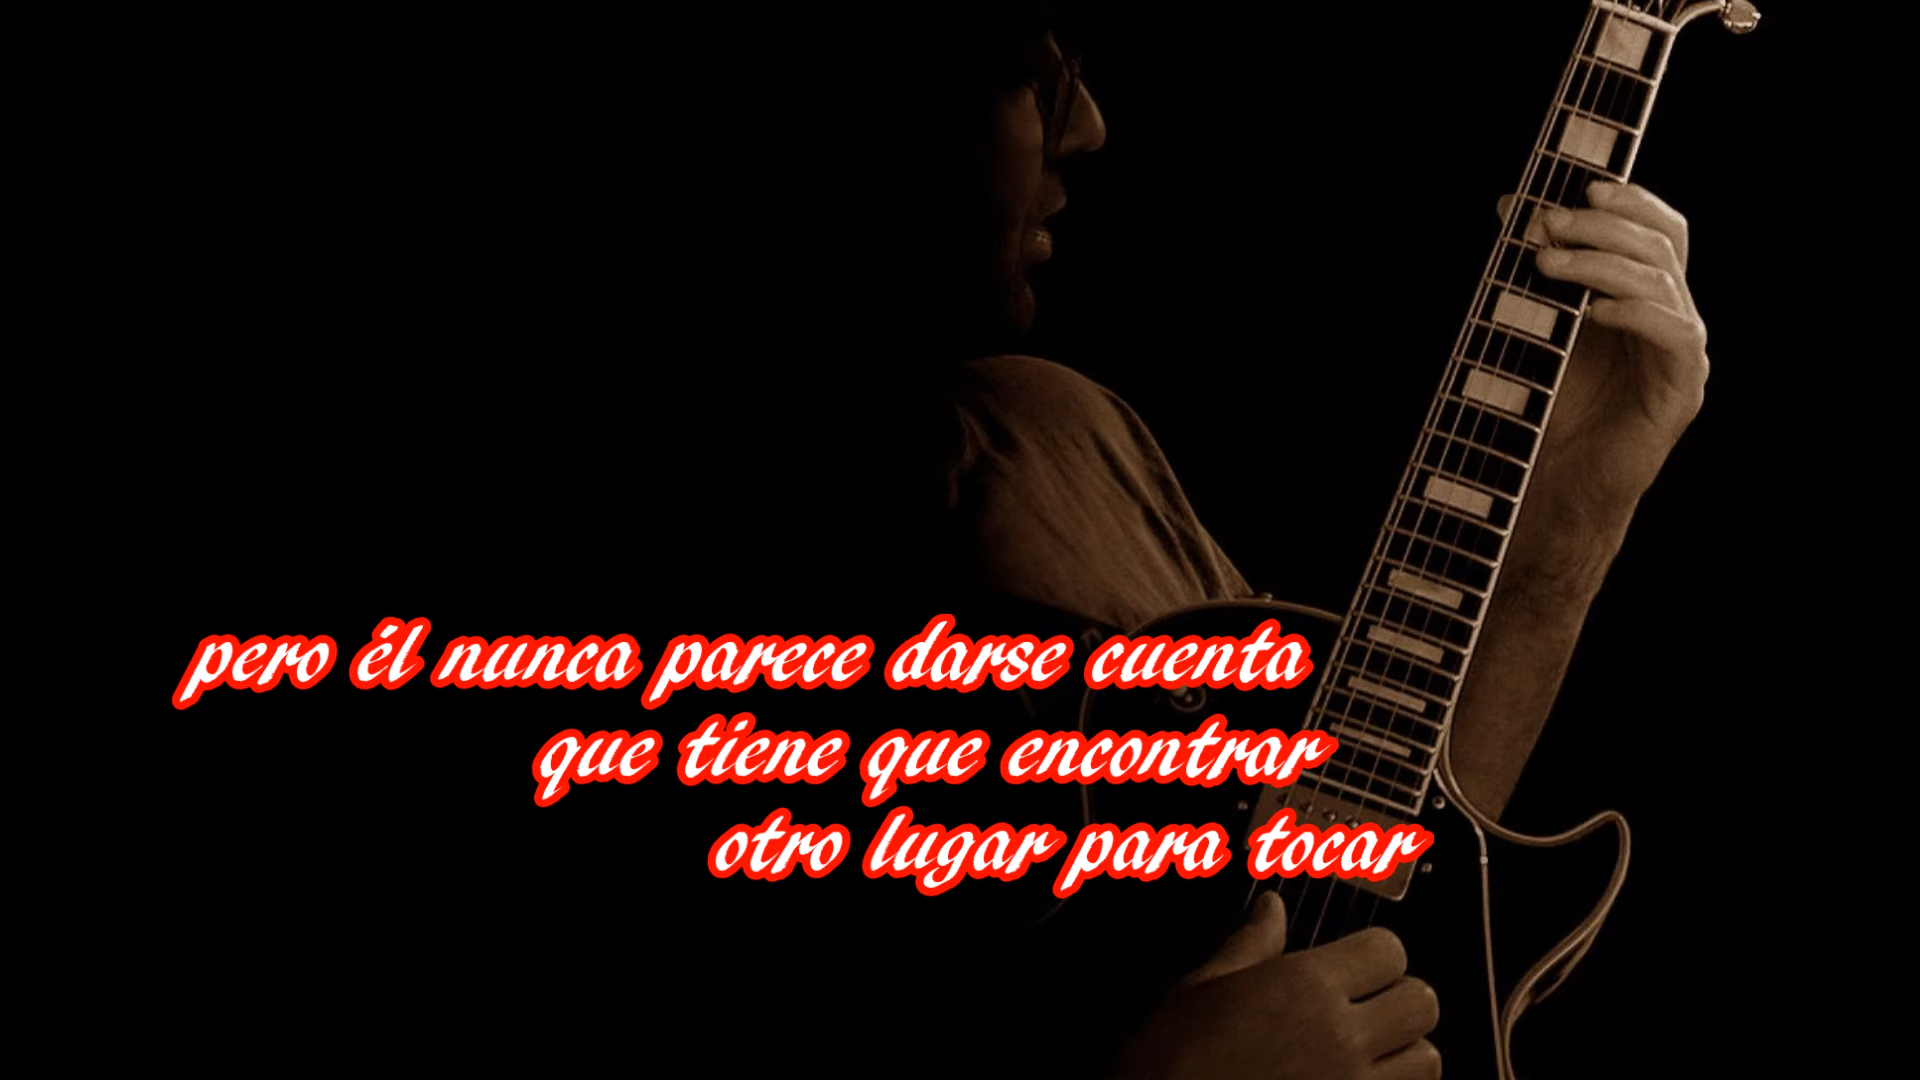 pero él nunca parece darse cuenta
que tiene que encontrar
otro lugar para tocar